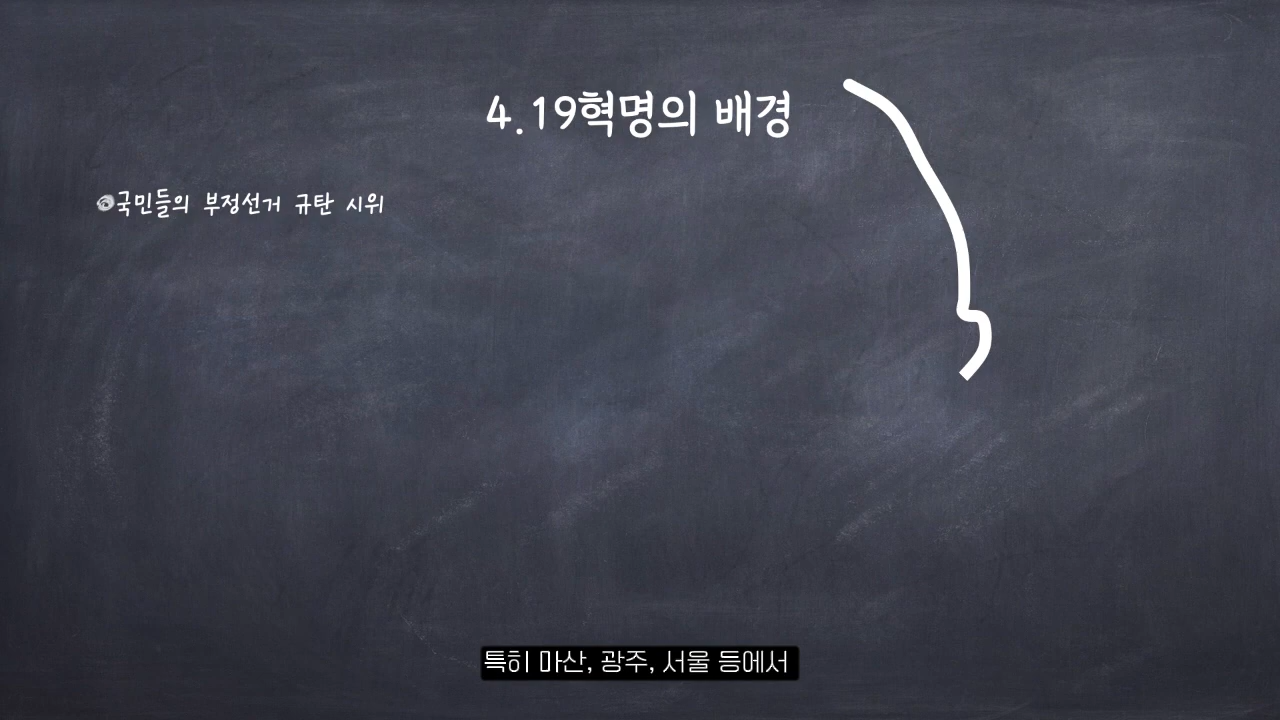 4.19혁명의 배경
국민들의 부정선거 규탄 시위
특히 마산, 광주, 서울 등에서